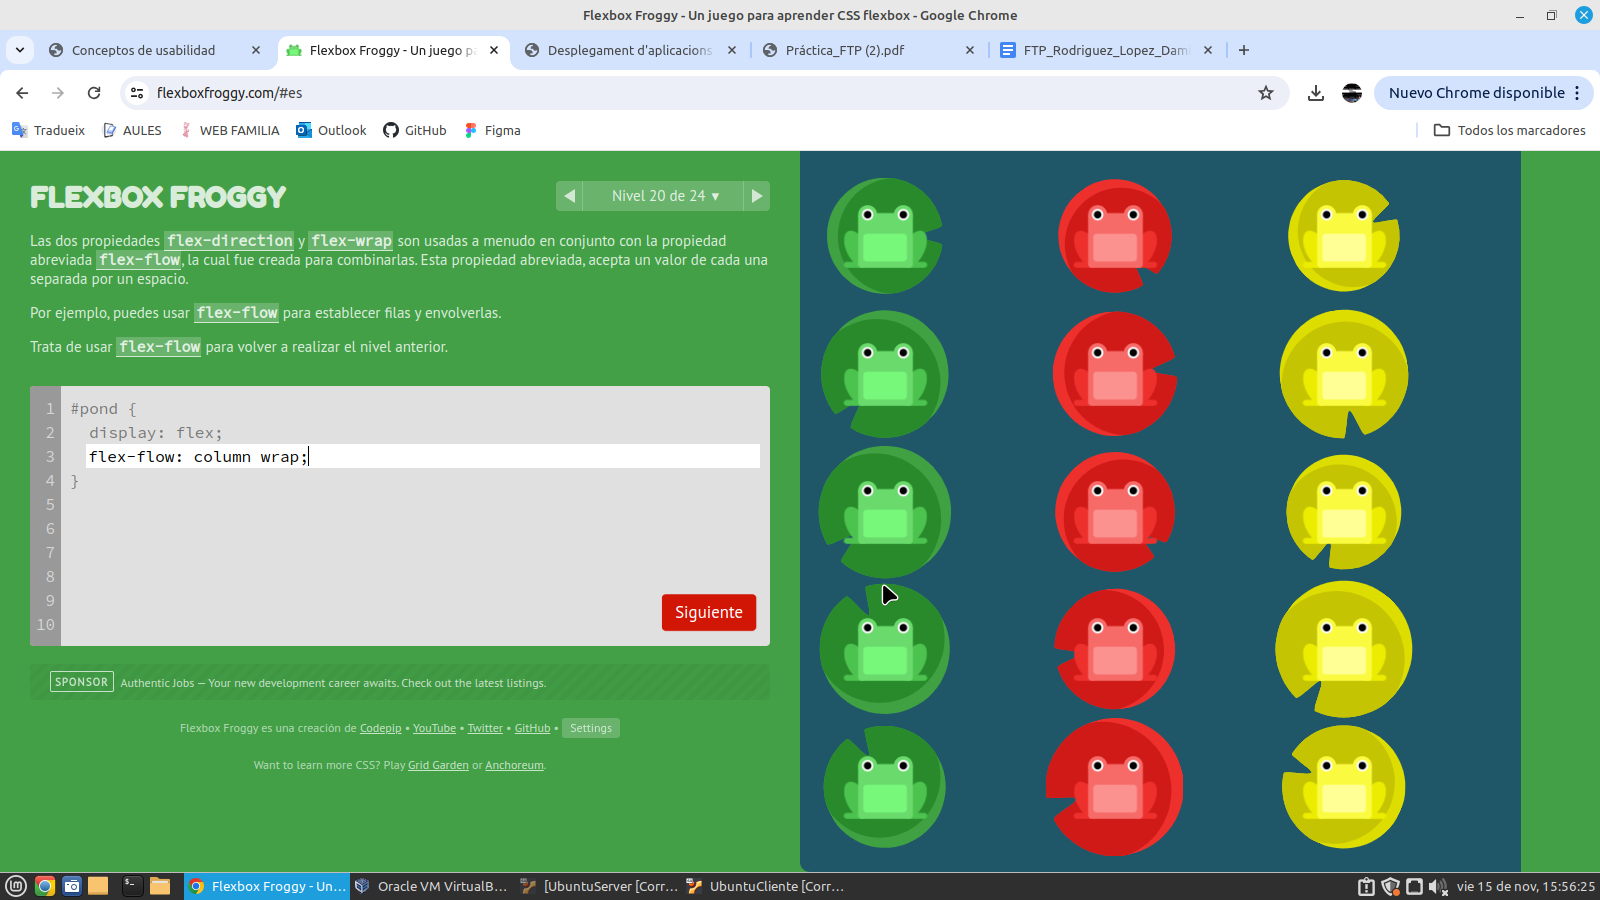 Flexbox Froggy - Un juego para aprender CSS flexbox - Google Chrome
Conceptos de usabilidad
Flexbox Froggy - Un juego pa
Desplegament d'aplicacions
Práctica_FTP (2).pdf
FTP_Rodriguez_Lopez_Dam
flexboxfroggy.com/#es
Nuevo Chrome disponible
Tradueix
AULES
WEB FAMILIA
Outlook
GitHub
Figma
Todos los marcadores
FLEXBOX FROGGY
Nivel 20 de 24 ▾
Las dos propiedades flex-direction y flex-wrap son usadas a menudo en conjunto con la propiedad
abreviada flex-flow, la cual fue creada para combinarlas. Esta propiedad abreviada, acepta un valor de cada una
separada por un espacio.
Por ejemplo, puedes usar flex-flow para establecer filas y envolverlas.
Trata de usar flex-flow para volver a realizar el nivel anterior.
1 #pond {
2 display: flex;
3 flex-flow: column wrap;
4 }
5
6
7
8
9
10
Siguiente
SPONSOR Authentic Jobs — Your new development career awaits. Check out the latest listings.
Flexbox Froggy es una creación de Codepip • YouTube • Twitter • GitHub • Settings
Want to learn more CSS? Play Grid Garden or Anchoreum.
Flexbox Froggy - Un...
Oracle VM VirtualB...
[UbuntuServer [Corr...
UbuntuCliente [Corr...
vie 15 de nov, 15:56:25